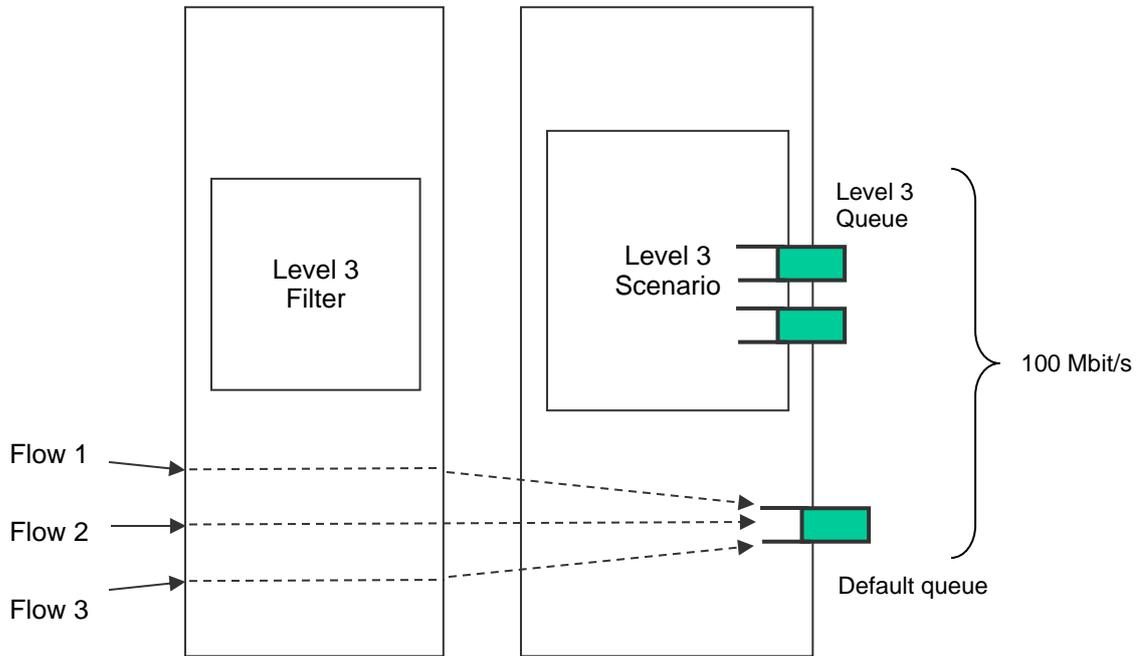 Level 3
Queue
Level 3
Scenario
Level 3
Filter
100 Mbit/s
Flow 1
Flow 2
Flow 3
Default queue